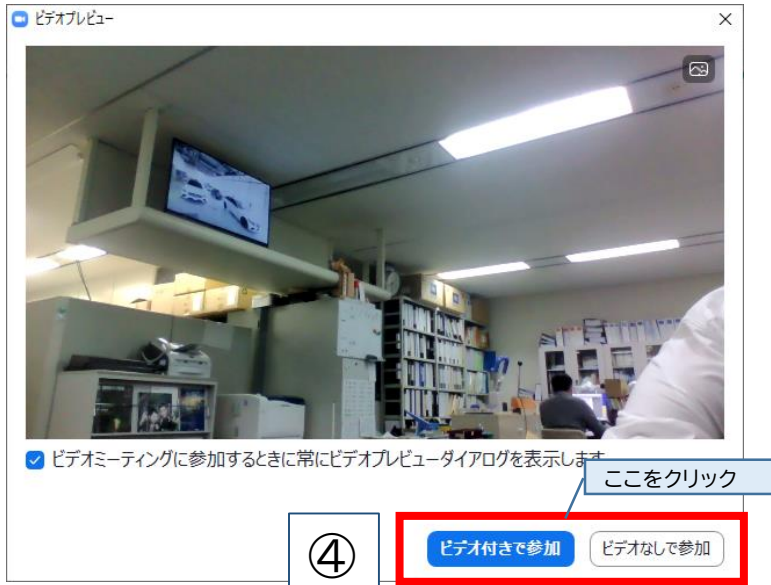 ビデオプレビュー
ビデオミーティングに参加するときに常にビデオプレビューダイアログを表示します
ここをクリック
④
ビデオ付きで参加
ビデオなしで参加